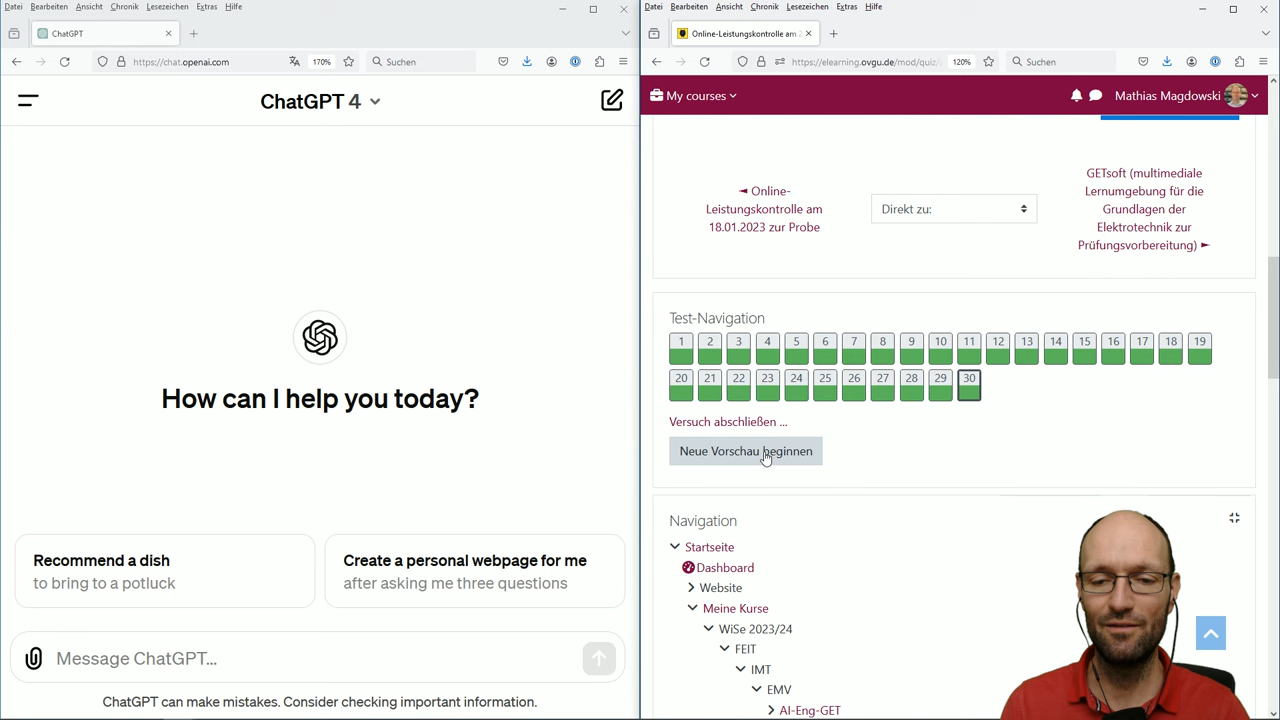 Datei Bearbeiten Ansicht Chronik Lesezeichen Extras Hilfe
ChatGPT
https://chat.openai.com
170%
Suchen
ChatGPT 4
How can I help you today?
Recommend a dish
to bring to a potluck
Create a personal webpage for me
after asking me three questions
Message ChatGPT...
ChatGPT can make mistakes. Consider checking important information.
Datei Bearbeiten Ansicht Chronik Lesezeichen Extras Hilfe
Online-Leistungskontrolle am 2
https://elearning.ovgu.de/mod/quiz/
120%
Suchen
My courses
Mathias Magdowski
◄ Online-
Leistungskontrolle am
18.01.2023 zur Probe
Direkt zu:
GETsoft (multimediale
Lernumgebung für die
Grundlagen der
Elektrotechnik zur
Prüfungsvorbereitung) ►
Test-Navigation
1 2 3 4 5 6 7 8 9 10 11 12 13 14 15 16 17 18 19
20 21 22 23 24 25 26 27 28 29 30
Versuch abschließen ...
Neue Vorschau beginnen
Navigation
Startseite
Dashboard
Website
Meine Kurse
WiSe 2023/24
FEIT
IMT
EMV
AI-Eng-GET